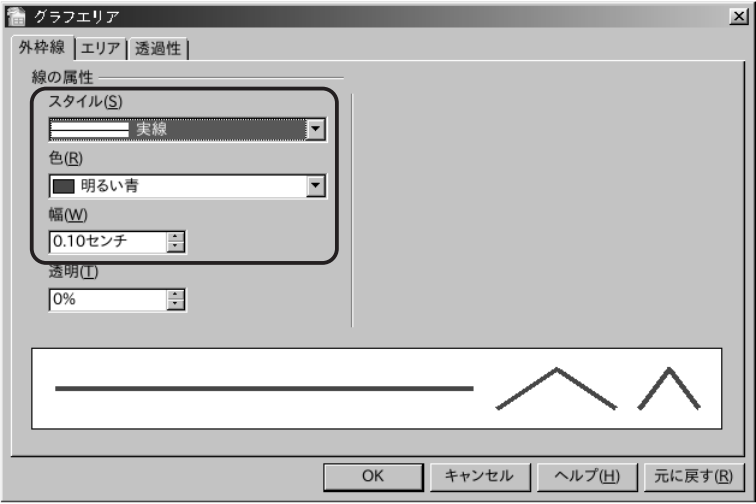 グラフエリア
外枠線 エリア 透過性
線の属性
スタイル(S)
実線
色(R)
明るい青
幅(W)
0.10センチ
透明(T)
0%
OK キャンセル ヘルプ(H) 元に戻す(R)